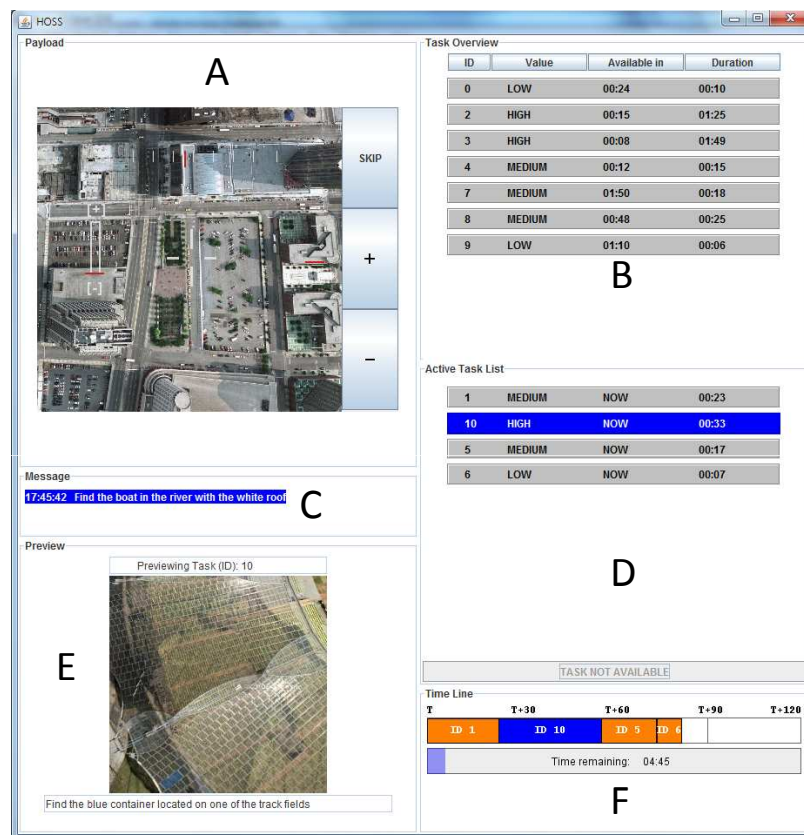 HOSS
Payload
A
SKIP
+
−
[+]
[-]
Message
17:45:42 Find the boat in the river with the white roof
C
Preview
Previewing Task (ID): 10
E
Find the blue container located on one of the track fields
Task Overview
ID Value Available in Duration
0 LOW 00:24 00:10
2 HIGH 00:15 01:25
3 HIGH 00:08 01:49
4 MEDIUM 00:12 00:15
7 MEDIUM 01:50 00:18
8 MEDIUM 00:48 00:25
9 LOW 01:10 00:06
B
Active Task List
1 MEDIUM NOW 00:23
10 HIGH NOW 00:33
5 MEDIUM NOW 00:17
6 LOW NOW 00:07
D
TASK NOT AVAILABLE
Time Line
T T+30 T+60 T+90 T+120
ID 1 ID 10 ID 5 ID 6
Time remaining: 04:45
F